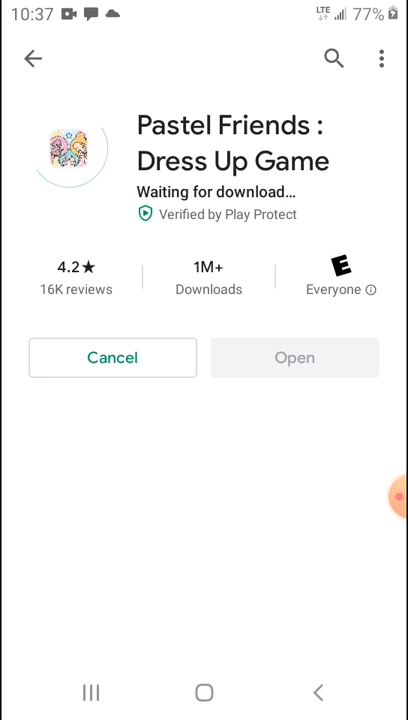 10:37 LTE 77%
Pastel Friends :
Dress Up Game
Waiting for download...
Verified by Play Protect
4.2★ 1M+ E
16K reviews Downloads Everyone
Cancel Open